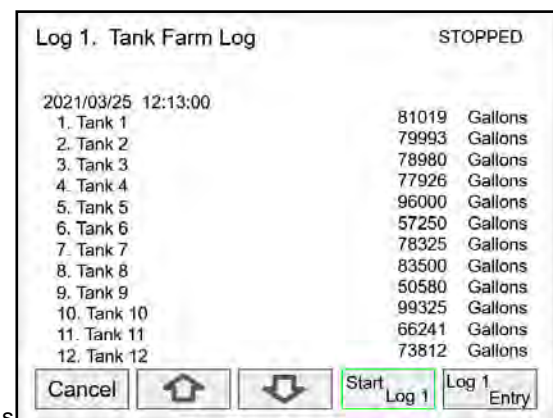 Log 1. Tank Farm Log STOPPED
2021/03/25 12:13:00
1. Tank 1 81019 Gallons
2. Tank 2 79993 Gallons
3. Tank 3 78980 Gallons
4. Tank 4 77926 Gallons
5. Tank 5 96000 Gallons
6. Tank 6 57250 Gallons
7. Tank 7 78325 Gallons
8. Tank 8 83500 Gallons
9. Tank 9 50580 Gallons
10. Tank 10 99325 Gallons
11. Tank 11 66241 Gallons
12. Tank 12 73812 Gallons
Cancel Start Log 1 Log 1 Entry
s